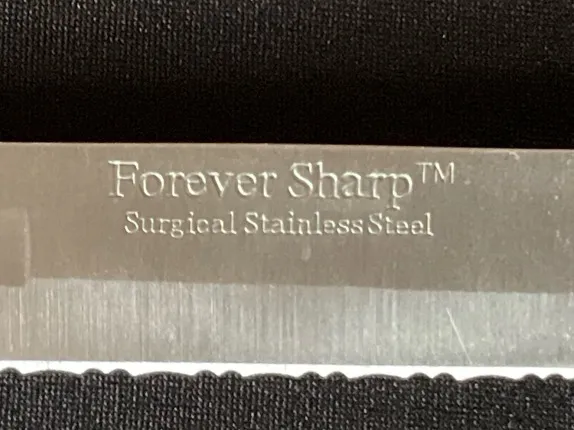 Forever Sharp™
Surgical Stainless Steel